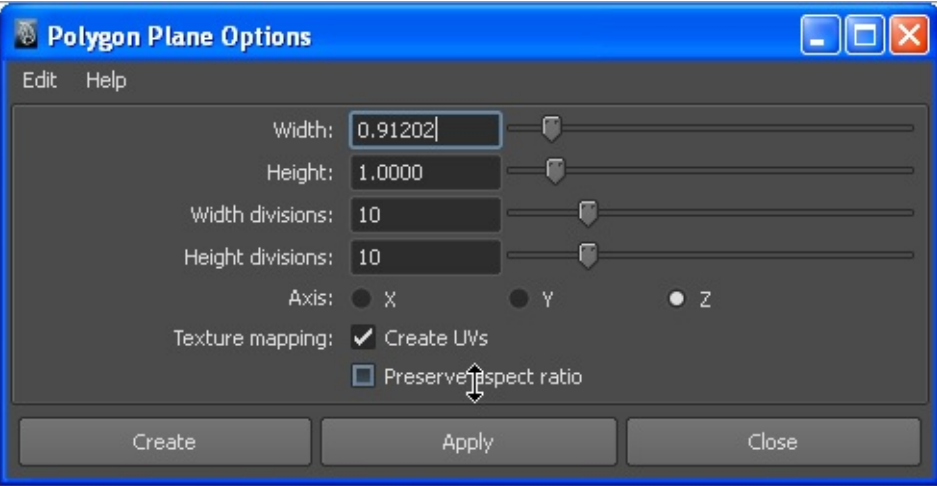 Polygon Plane Options
Edit Help
Width: 0.91202
Height: 1.0000
Width divisions: 10
Height divisions: 10
Axis: X Y Z
Texture mapping: Create UVs
Preserve aspect ratio
Create Apply Close